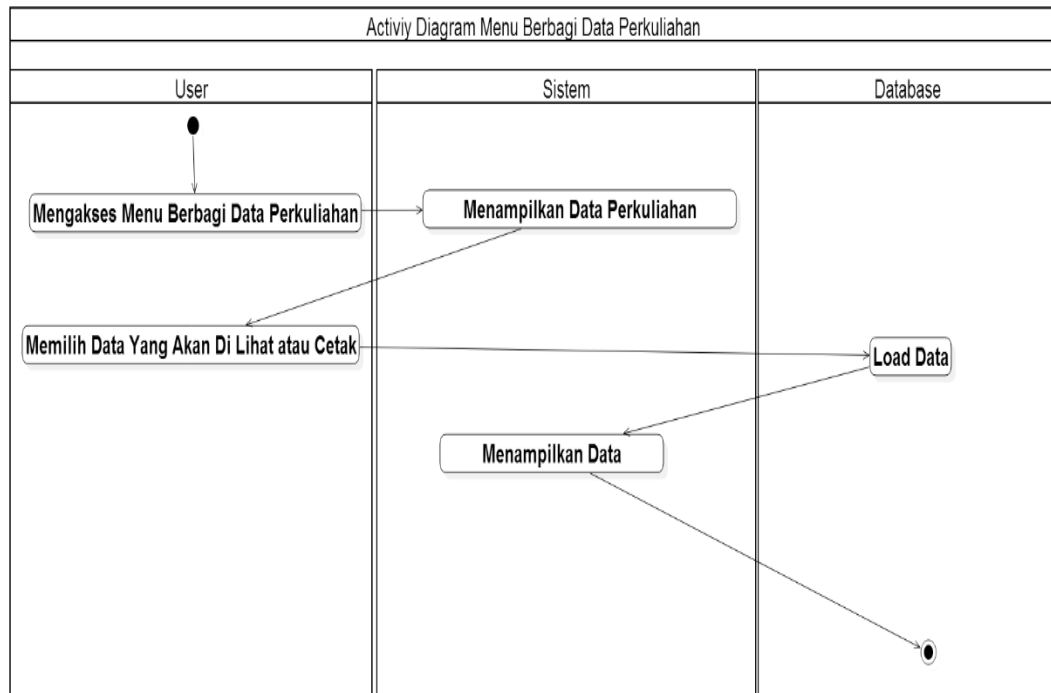 Activiy Diagram Menu Berbagi Data Perkuliahan
User
Sistem
Database
Mengakses Menu Berbagi Data Perkuliahan
Menampilkan Data Perkuliahan
Memilih Data Yang Akan Di Lihat atau Cetak
Load Data
Menampilkan Data